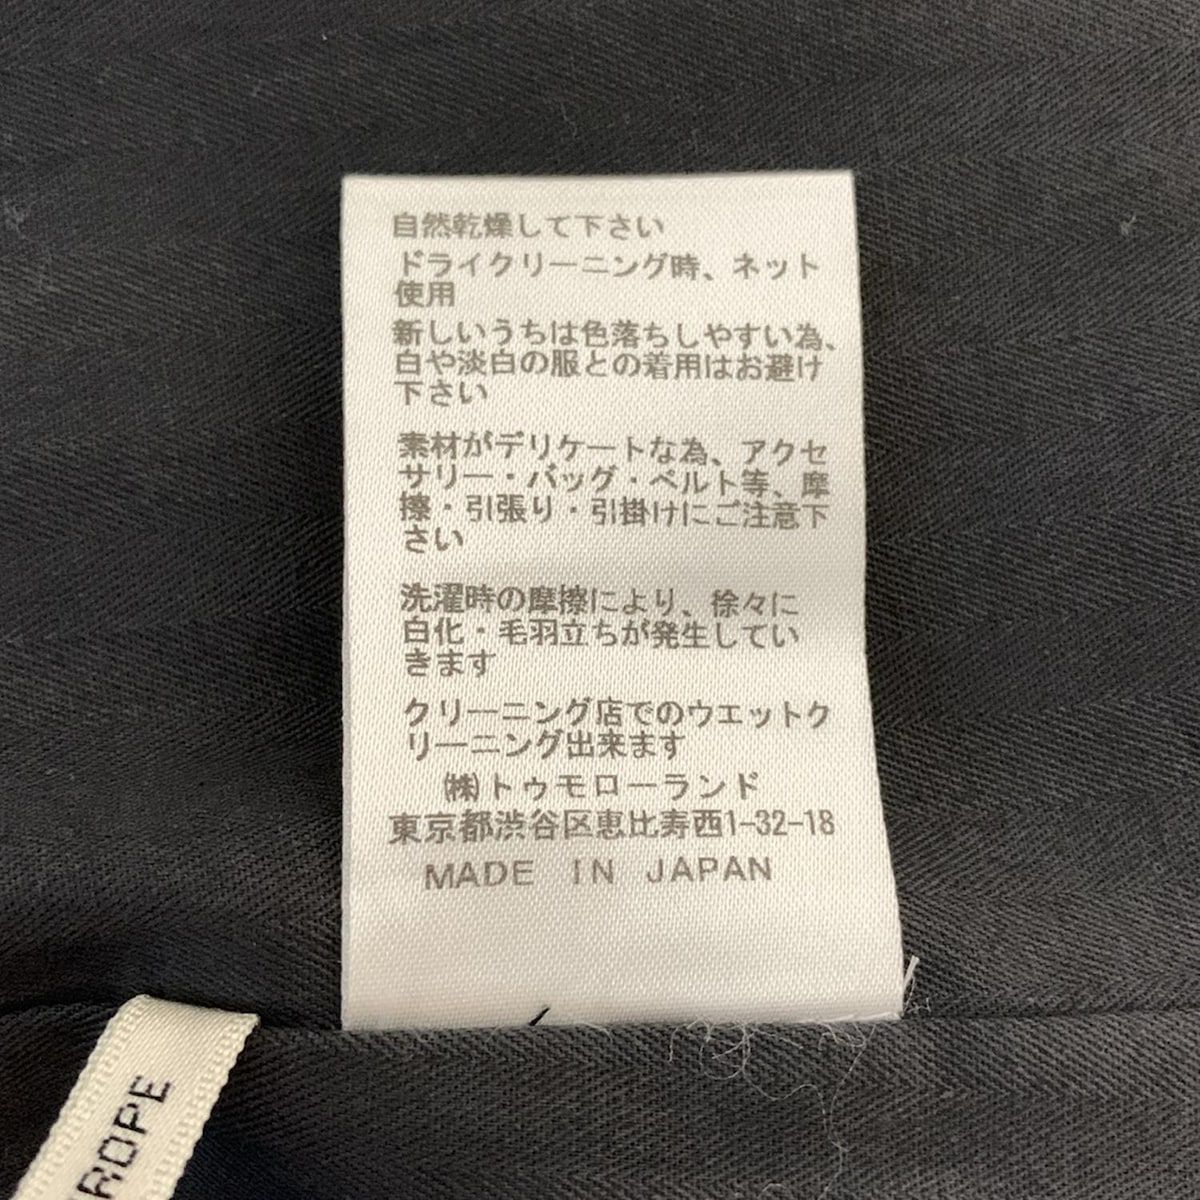 自然乾燥して下さい
ドライクリーニング時、ネット
使用
新しいうちは色落ちしやすい為、
白や淡白の服との着用はお避け
下さい
素材がデリケートな為、アクセ
サリー・バッグ・ベルト等、摩
擦・引張り・引掛けにご注意下
さい
洗濯時の摩擦により、徐々に
白化・毛羽立ちが発生してい
きます
クリーニング店でのウエットク
リーニング出来ます
㈱トゥモローランド
東京都渋谷区恵比寿西1-32-18
MADE IN JAPAN
ROPE